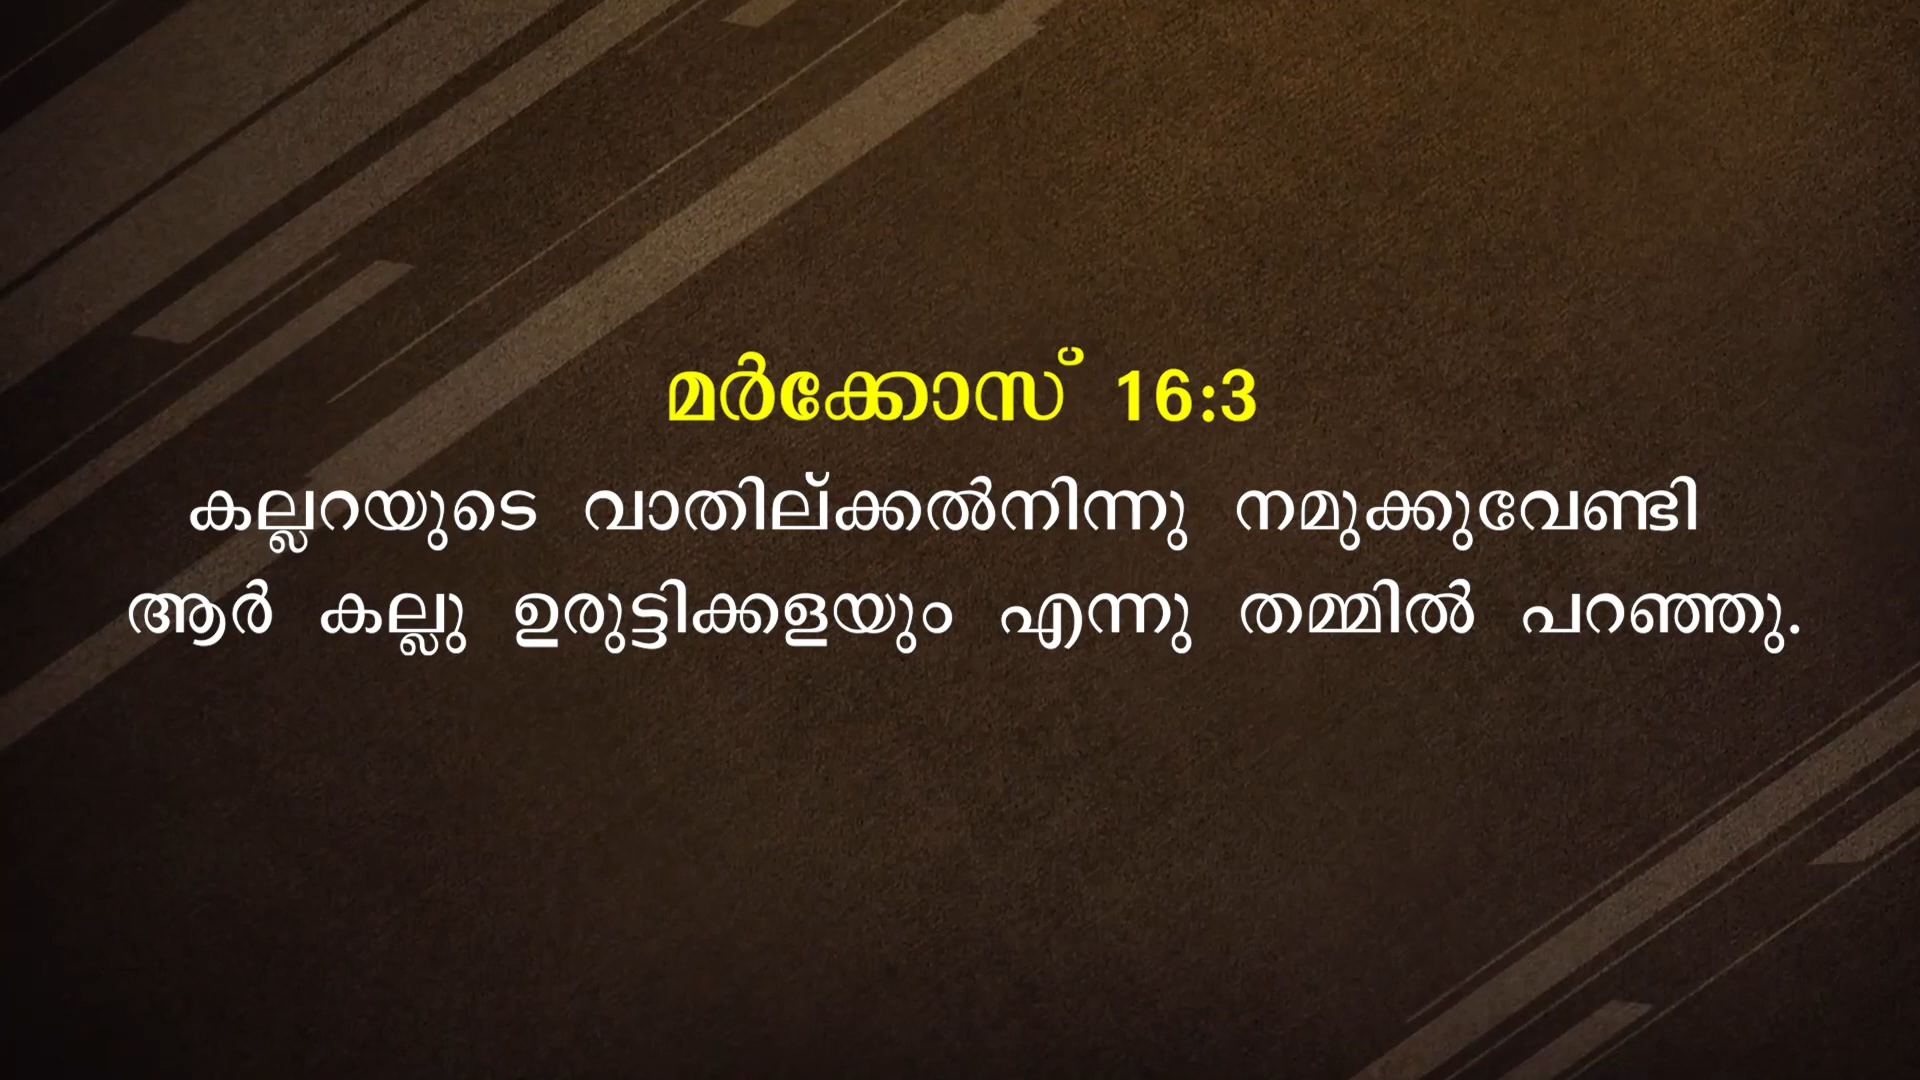 മർക്കോസ് 16:3
കല്ലറയുടെ വാതില്ക്കൽനിന്നു നമുക്കുവേണ്ടി
ആർ കല്ലു ഉരുട്ടിക്കളയും എന്നു തമ്മിൽ പറഞ്ഞു.